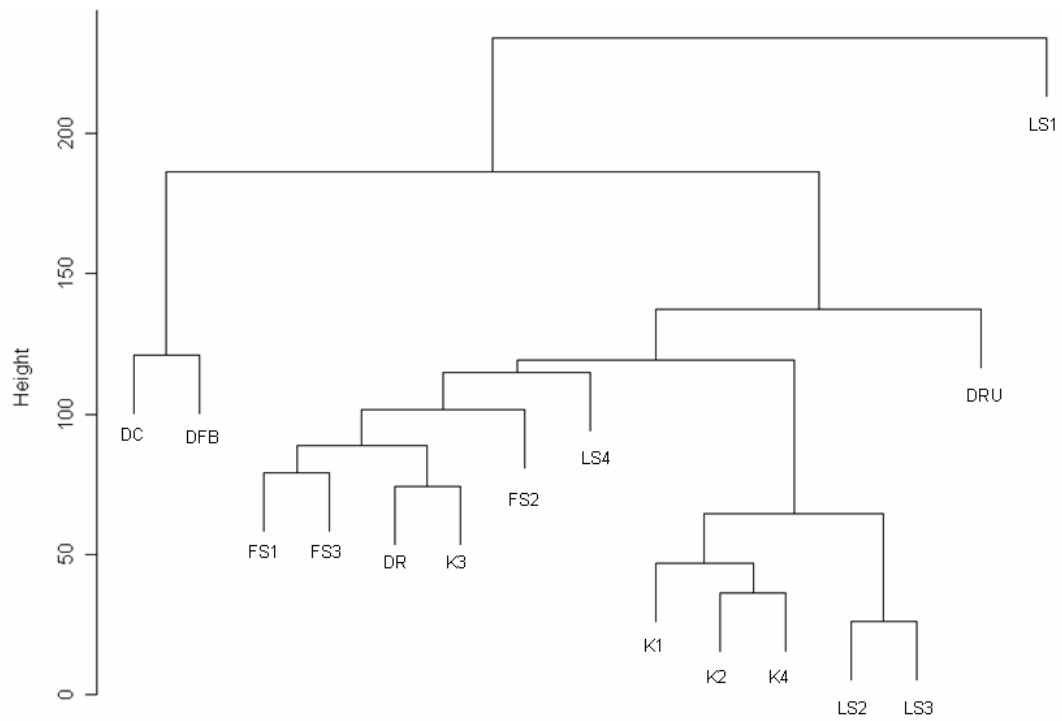 LS1
200
150
Height
DRU
100
DC
DFB
LS4
FS2
FS1
FS3
DR
K3
50
K1
K2
K4
0
LS2
LS3